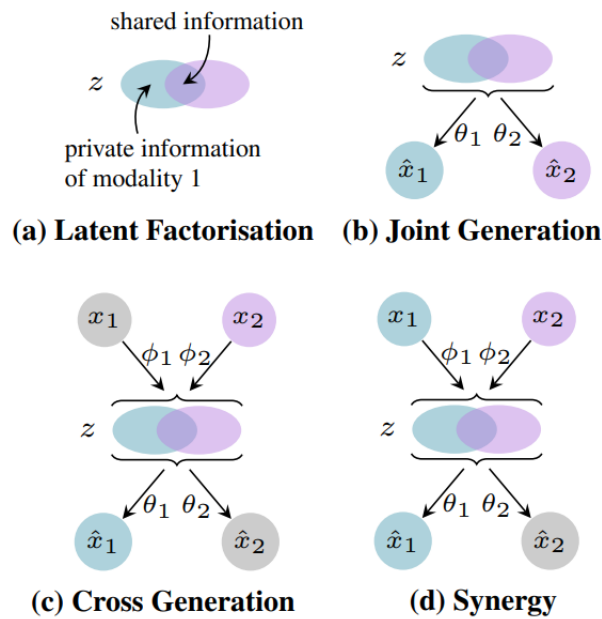 shared information
z
private information
of modality 1
(a) Latent Factorisation
z
θ₁ θ₂
x̂₁ x̂₂
(b) Joint Generation
x₁ x₂
ϕ₁ ϕ₂
z
θ₁ θ₂
x̂₁ x̂₂
(c) Cross Generation
x₁ x₂
ϕ₁ ϕ₂
z
θ₁ θ₂
x̂₁ x̂₂
(d) Synergy